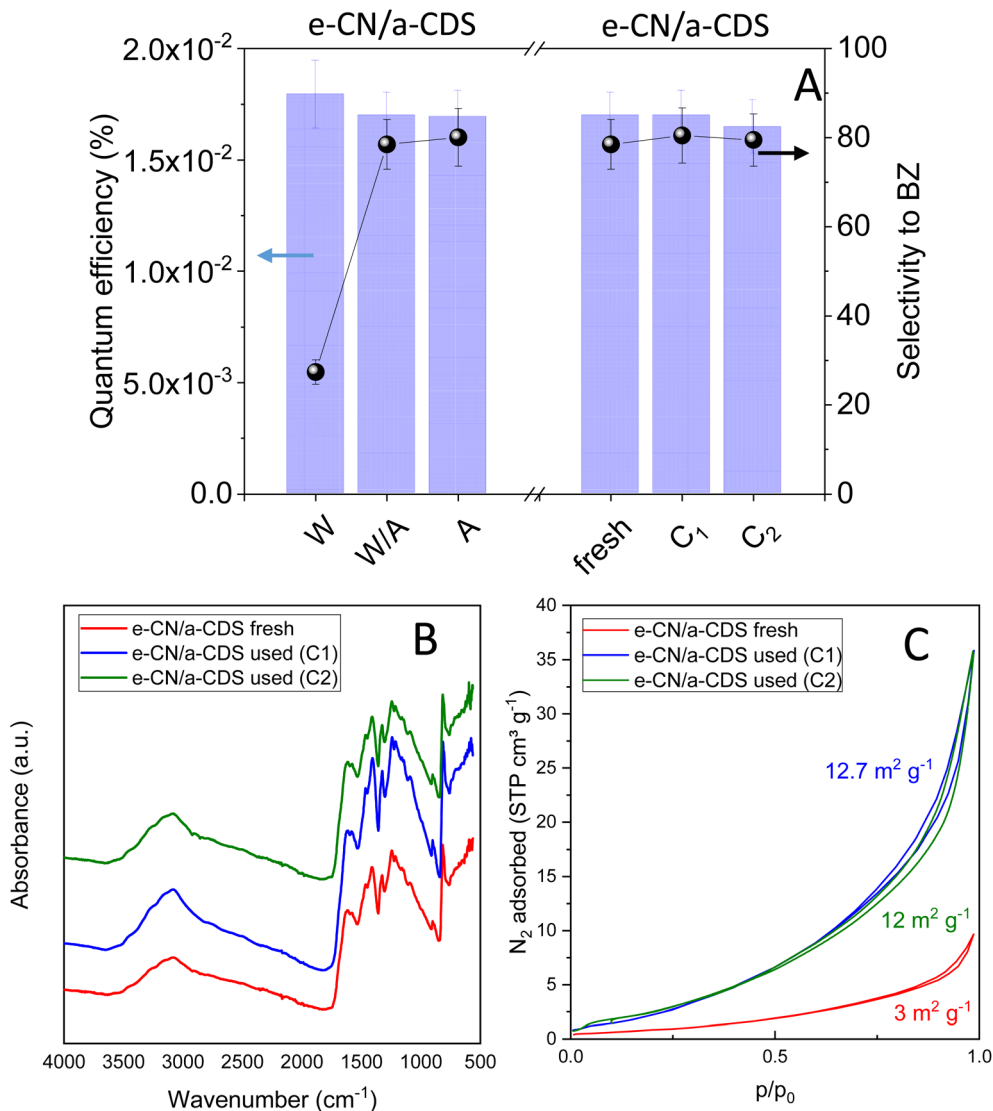 e-CN/a-CDS
e-CN/a-CDS
A
Quantum efficiency (%)
2.0x10⁻²
1.5x10⁻²
1.0x10⁻²
5.0x10⁻³
0.0
100
80
60
40
20
0
Selectivity to BZ
W
W/A
A
fresh
C₁
C₂
B
e-CN/a-CDS fresh
e-CN/a-CDS used (C1)
e-CN/a-CDS used (C2)
Absorbance (a.u.)
4000 3500 3000 2500 2000 1500 1000 500
Wavenumber (cm⁻¹)
C
e-CN/a-CDS fresh
e-CN/a-CDS used (C1)
e-CN/a-CDS used (C2)
N₂ adsorbed (STP cm³ g⁻¹)
40
35
30
25
20
15
10
5
0
12.7 m² g⁻¹
12 m² g⁻¹
3 m² g⁻¹
0.0 0.5 1.0
p/p₀